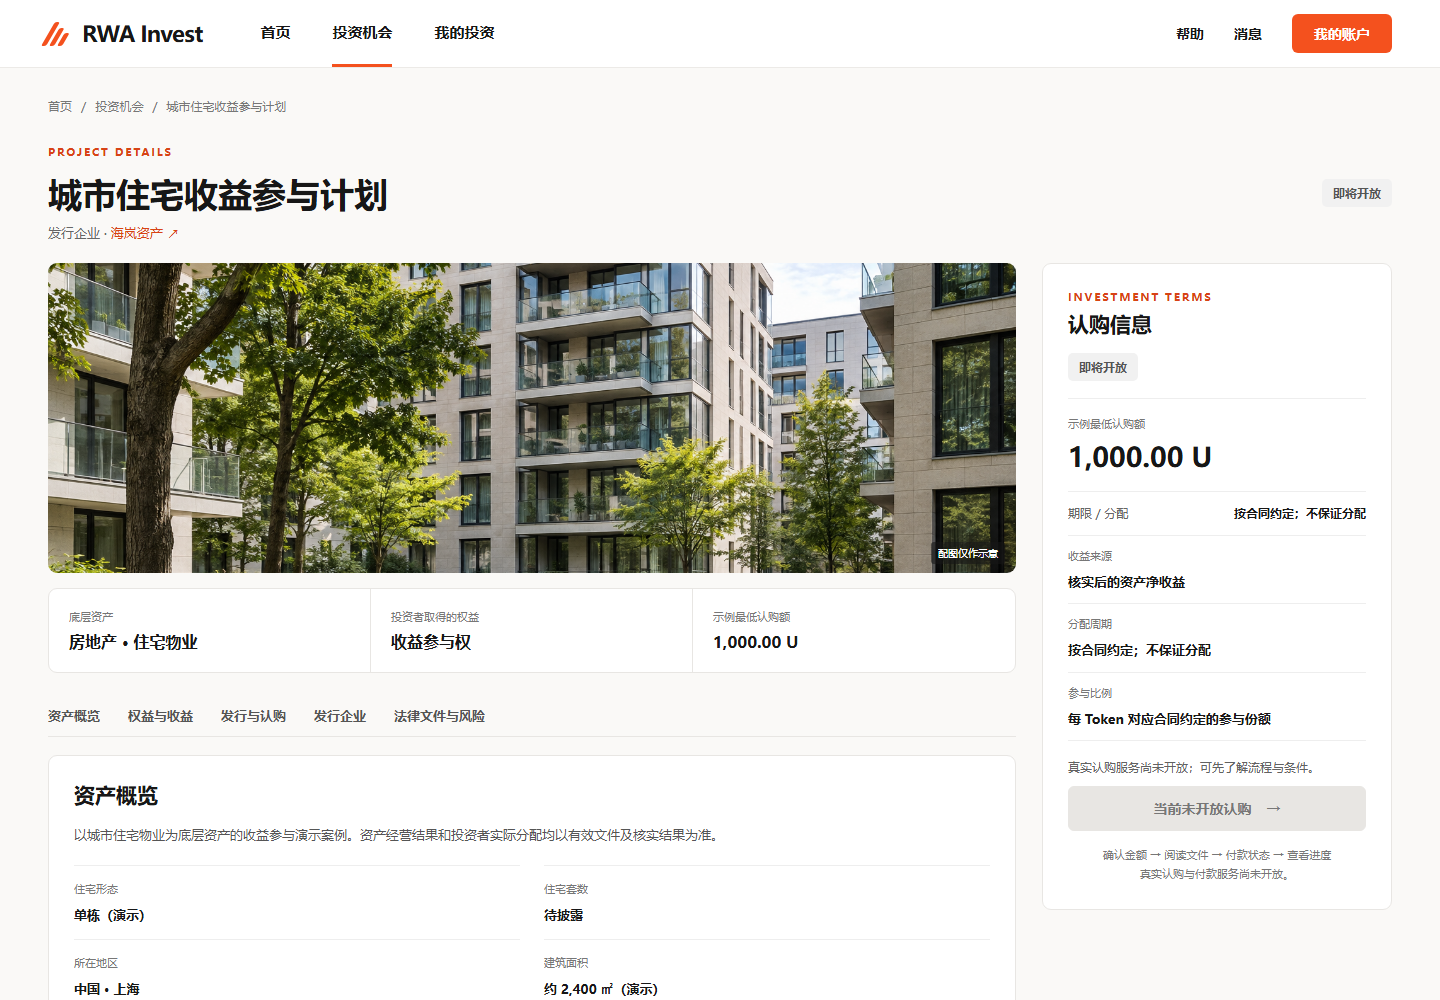 RWA Invest
首页
投资机会
我的投资
帮助
消息
我的账户
首页 / 投资机会 / 城市住宅收益参与计划
PROJECT DETAILS
城市住宅收益参与计划
即将开放
发行企业 · 海岚资产 ↗
配图仅作示意
底层资产
房地产 • 住宅物业
投资者取得的权益
收益参与权
示例最低认购额
1,000.00 U
资产概览
权益与收益
发行与认购
发行企业
法律文件与风险
资产概览
以城市住宅物业为底层资产的收益参与演示案例。资产经营结果和投资者实际分配均以有效文件及核实结果为准。
住宅形态
单栋（演示）
住宅套数
待披露
所在地区
中国 • 上海
建筑面积
约 2,400 ㎡（演示）
INVESTMENT TERMS
认购信息
即将开放
示例最低认购额
1,000.00 U
期限 / 分配
按合同约定；不保证分配
收益来源
核实后的资产净收益
分配周期
按合同约定；不保证分配
参与比例
每 Token 对应合同约定的参与份额
真实认购服务尚未开放；可先了解流程与条件。
当前未开放认购 →
确认金额 → 阅读文件 → 付款状态 → 查看进度
真实认购与付款服务尚未开放。